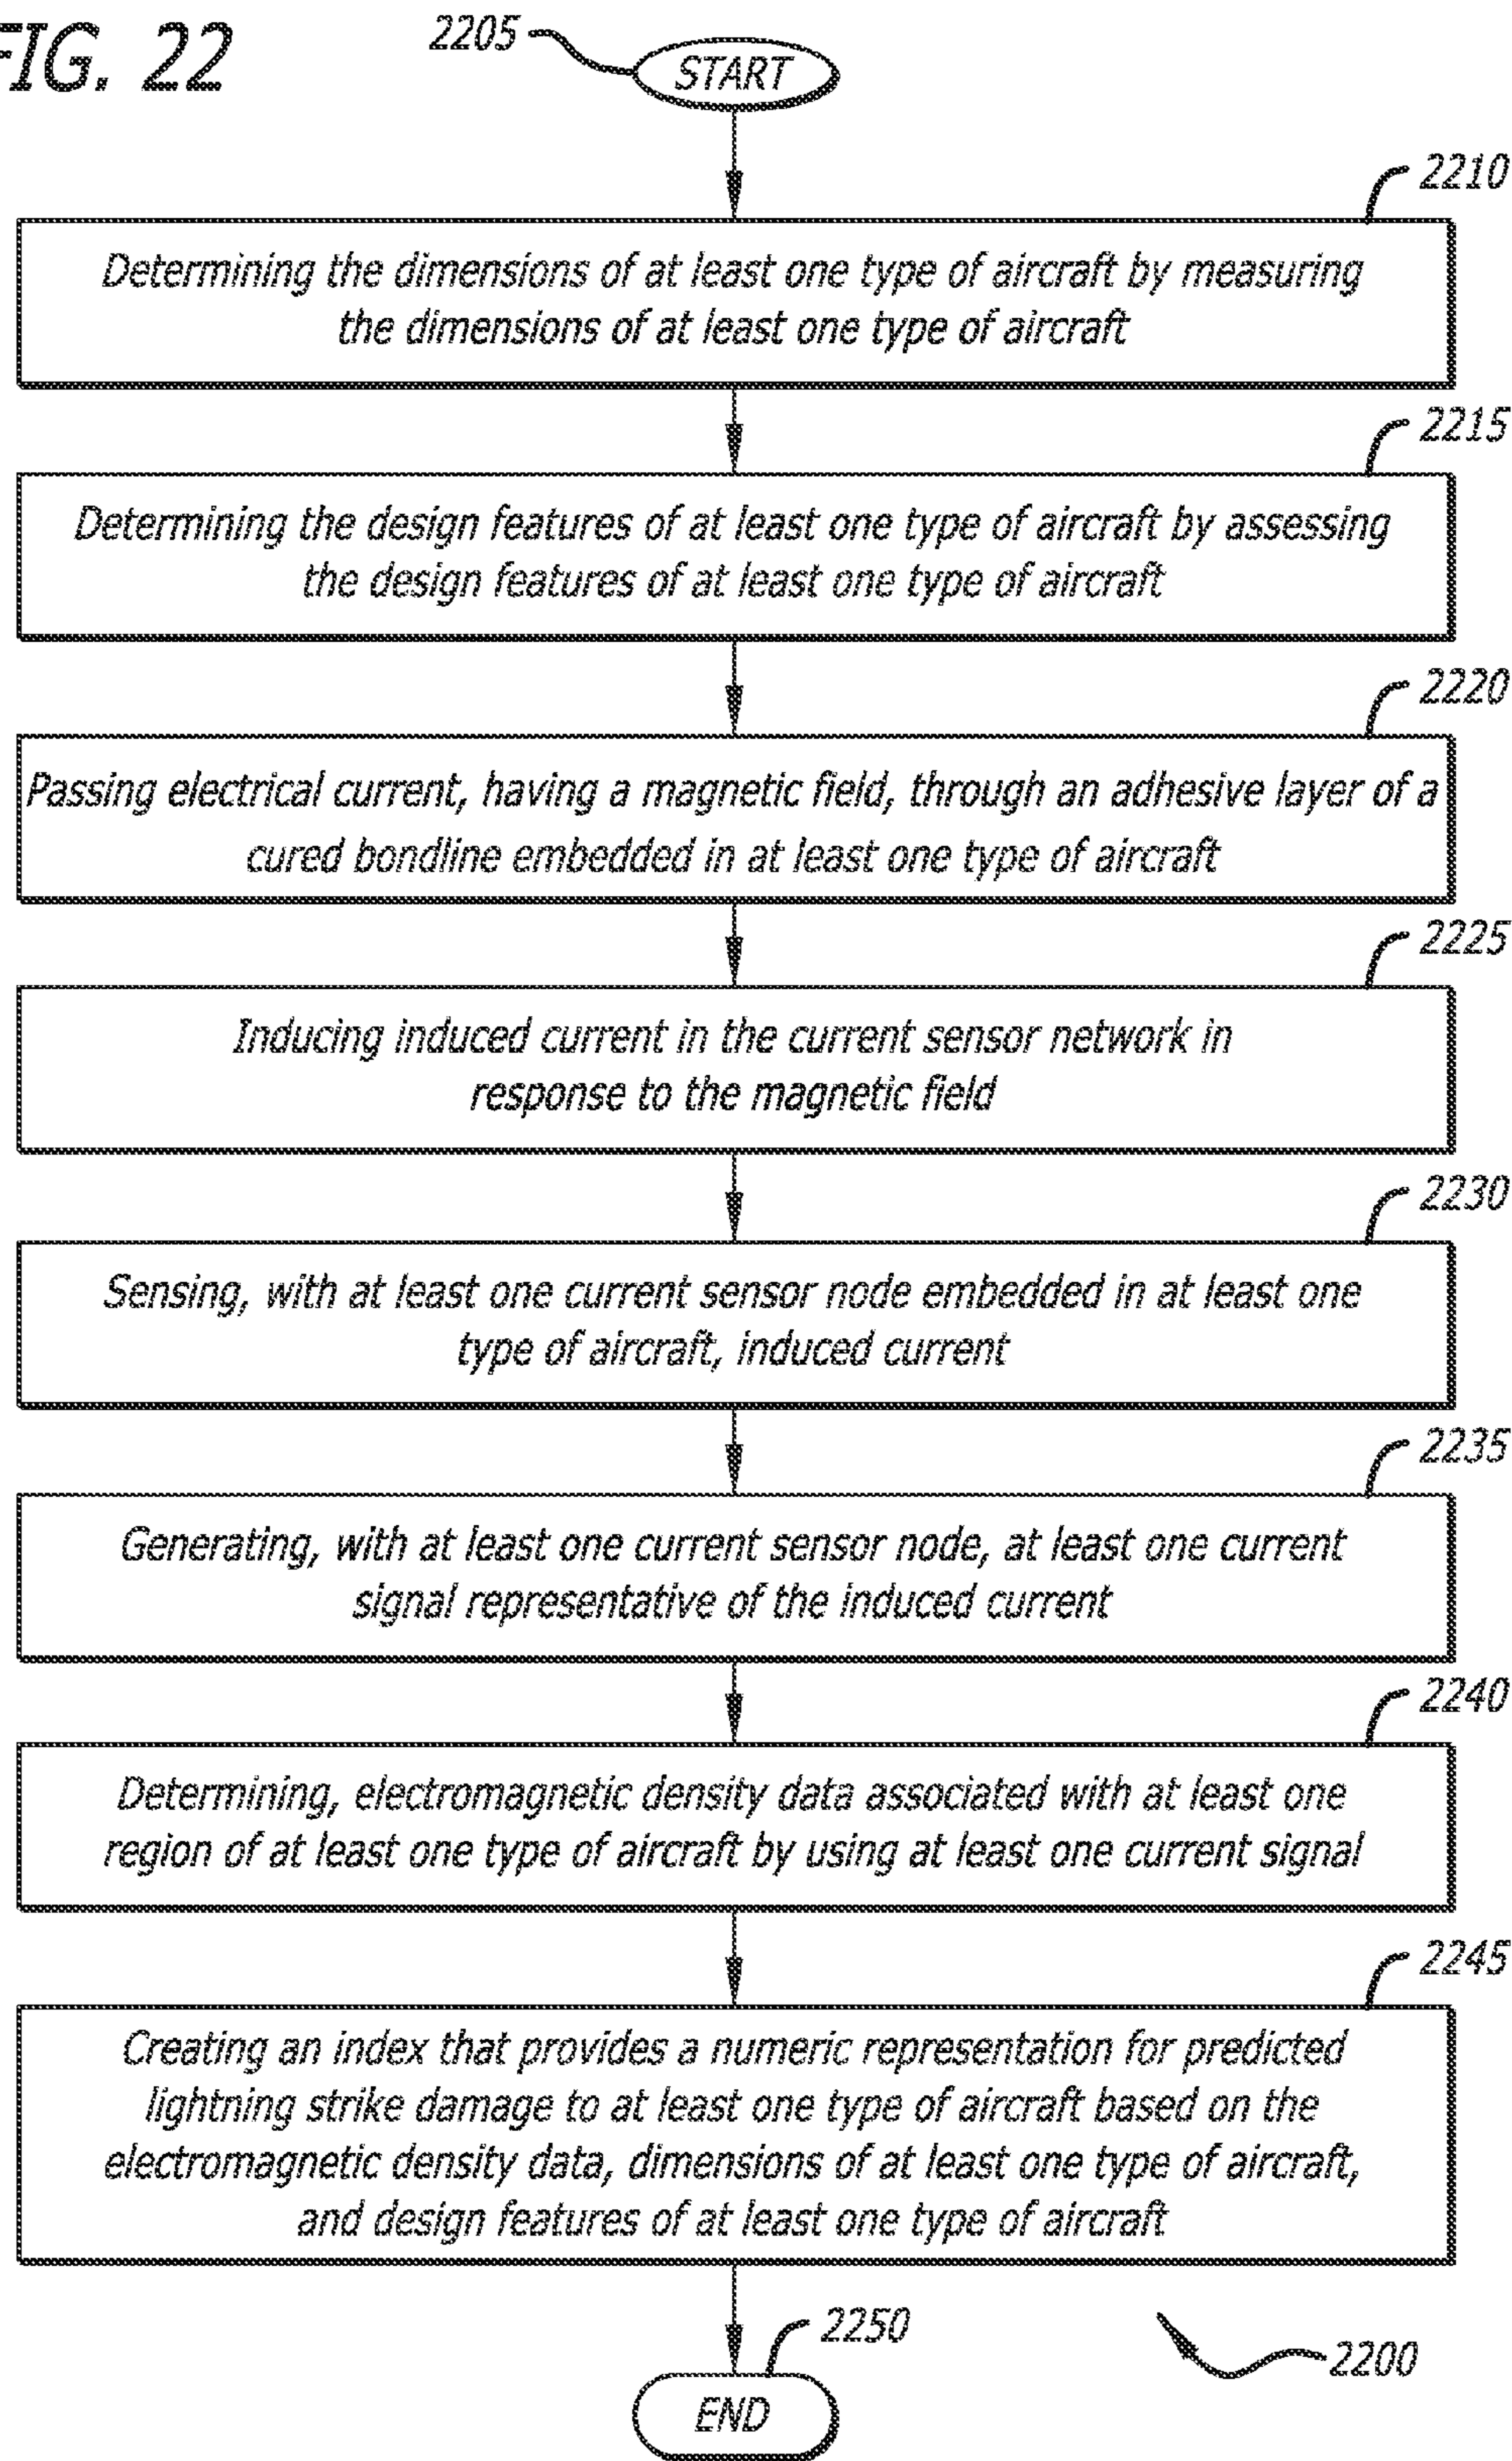 FIG. 22
2205
START
2210
Determining the dimensions of at least one type of aircraft by measuring
the dimensions of at least one type of aircraft
2215
Determining the design features of at least one type of aircraft by assessing
the design features of at least one type of aircraft
2220
Passing electrical current, having a magnetic field, through an adhesive layer of a
cured bondline embedded in at least one type of aircraft
2225
Inducing induced current in the current sensor network in
response to the magnetic field
2230
Sensing, with at least one current sensor node embedded in at least one
type of aircraft, induced current
2235
Generating, with at least one current sensor node, at least one current
signal representative of the induced current
2240
Determining, electromagnetic density data associated with at least one
region of at least one type of aircraft by using at least one current signal
2245
Creating an index that provides a numeric representation for predicted
lightning strike damage to at least one type of aircraft based on the
electromagnetic density data, dimensions of at least one type of aircraft,
and design features of at least one type of aircraft
2250
END
2200